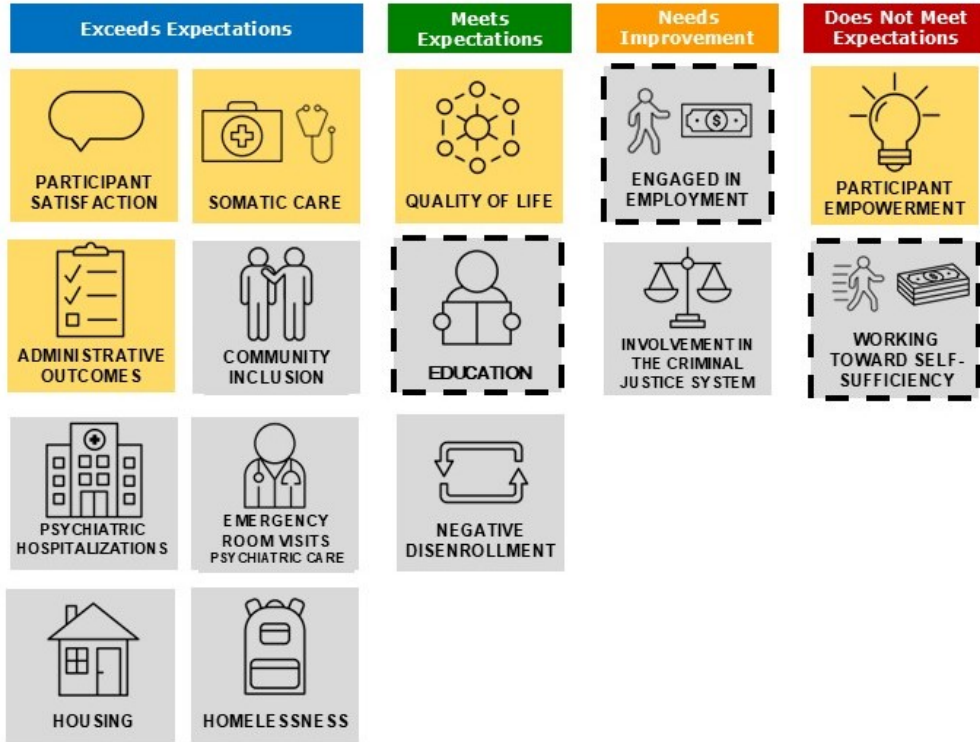 Exceeds Expectations
Meets
Expectations
Needs
Improvement
Does Not Meet
Expectations
PARTICIPANT
SATISFACTION
SOMATIC CARE
QUALITY OF LIFE
$
ENGAGED IN
EMPLOYMENT
PARTICIPANT
EMPOWERMENT
ADMINISTRATIVE
OUTCOMES
COMMUNITY
INCLUSION
EDUCATION
INVOLVEMENT IN
THE CRIMINAL
JUSTICE SYSTEM
$
WORKING
TOWARD SELF-
SUFFICIENCY
PSYCHIATRIC
HOSPITALIZATIONS
EMERGENCY
ROOM VISITS
PSYCHIATRIC CARE
NEGATIVE
DISENROLLMENT
HOUSING
HOMELESSNESS